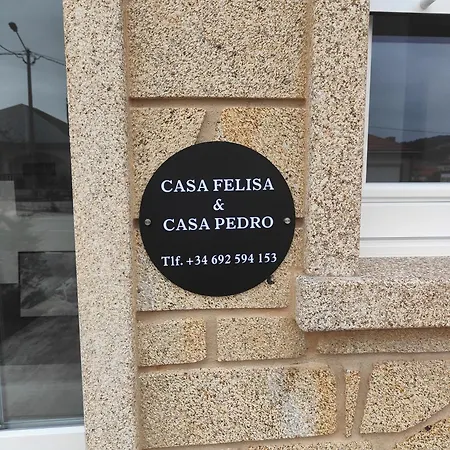 CASA FELISA
&
CASA PEDRO
Tlf. +34 692 594 153